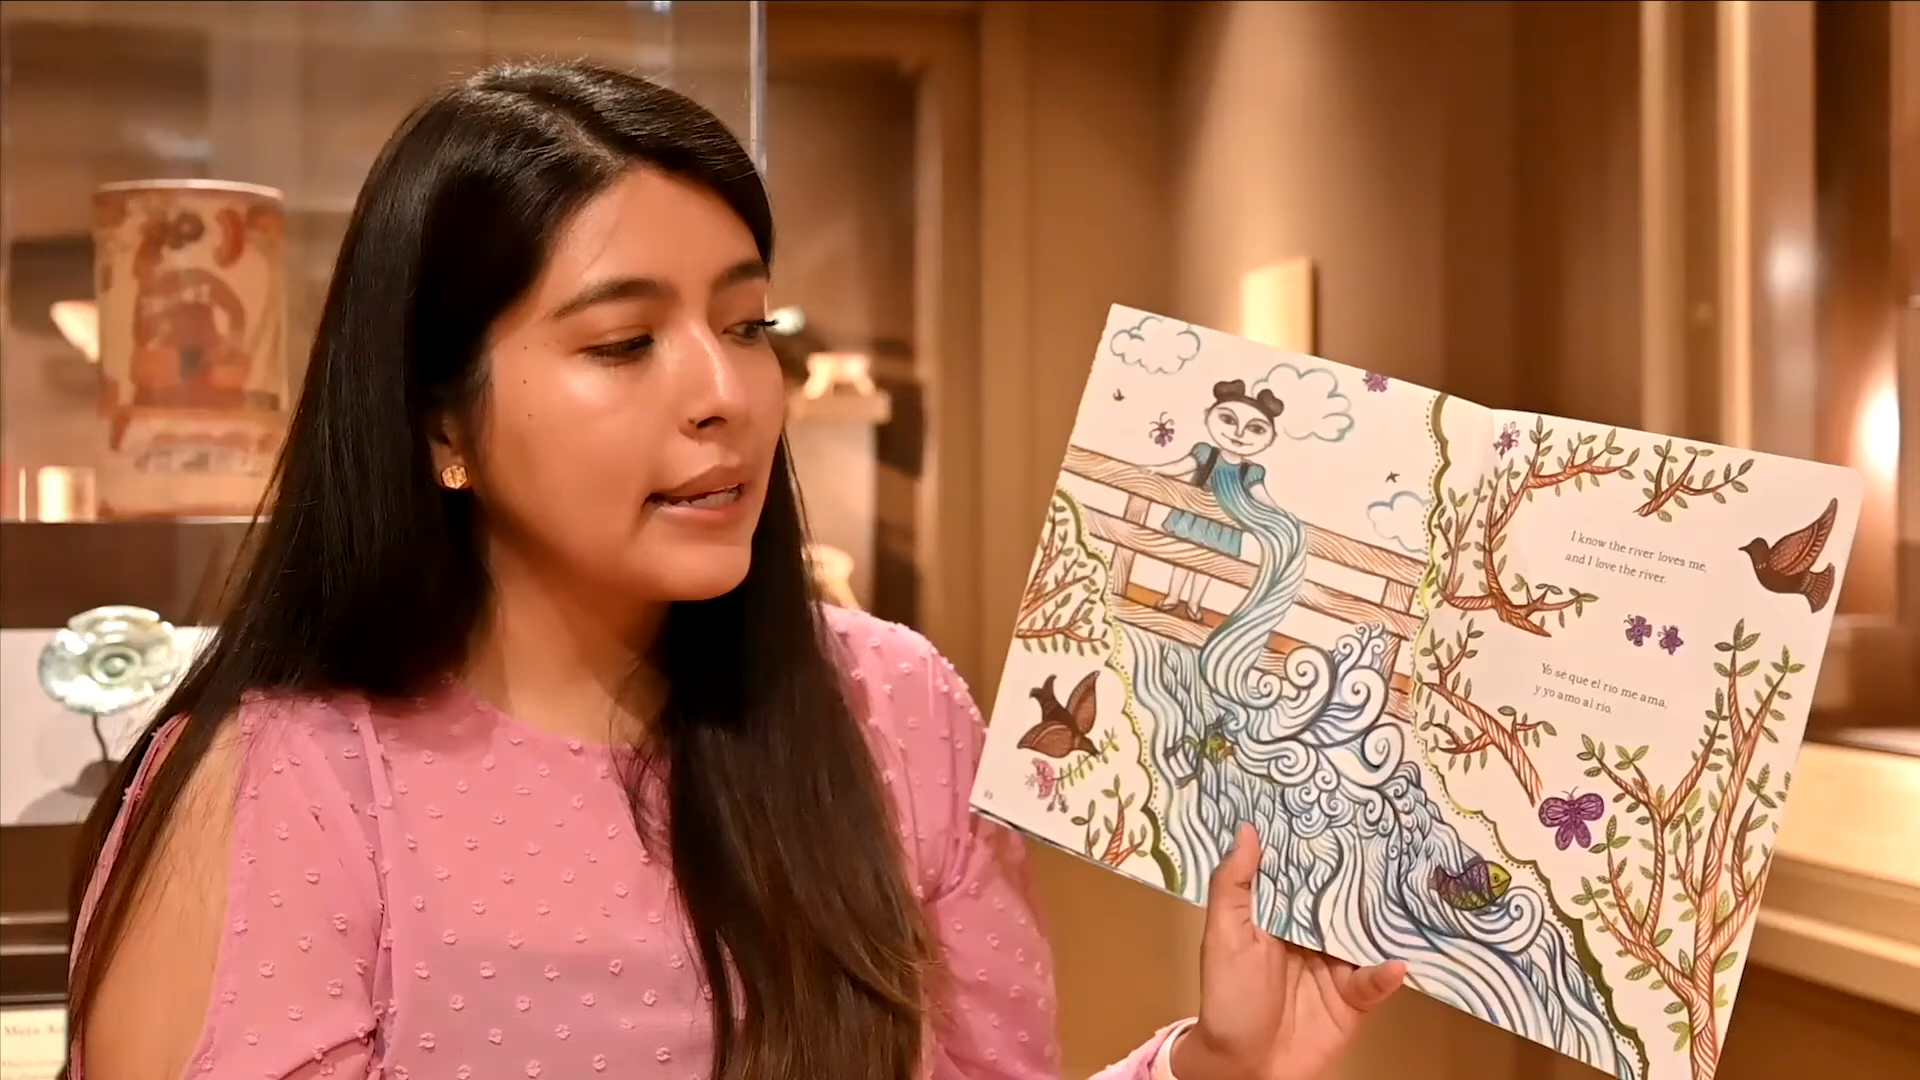 I know the river loves me,
and I love the river.
Yo sé que el río me ama,
y yo amo al río.